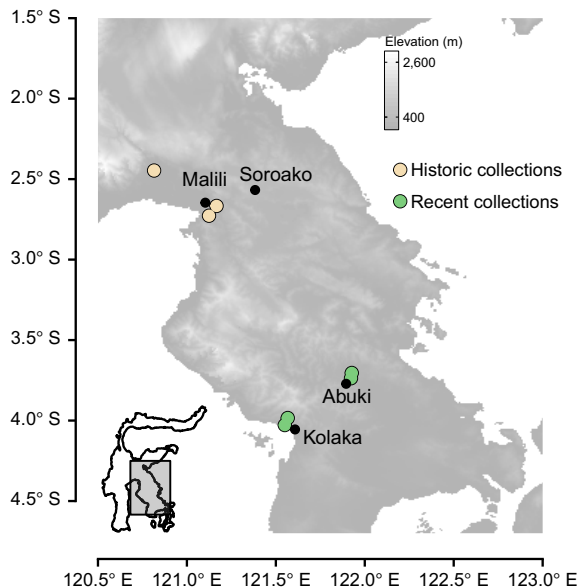 1.5° S
Elevation (m)
2,600
2.0° S
400
2.5° S
Historic collections
Malili
Soroako
Recent collections
3.0° S
3.5° S
Abuki
4.0° S
Kolaka
4.5° S
120.5° E 121.0° E 121.5° E 122.0° E 122.5° E 123.0° E